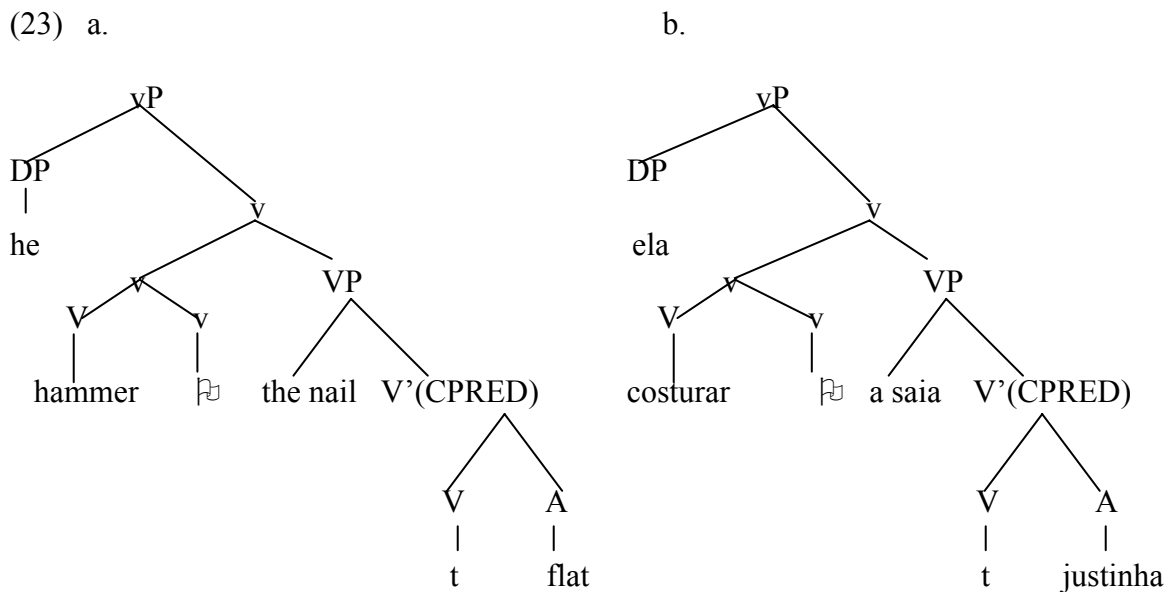 (23) a. b.
vP vP
DP DP
v v
he ela
v VP v VP
V v V v
hammer 🏳 the nail V’(CPRED) costurar 🏳 a saia V’(CPRED)
V A V A
t flat t justinha